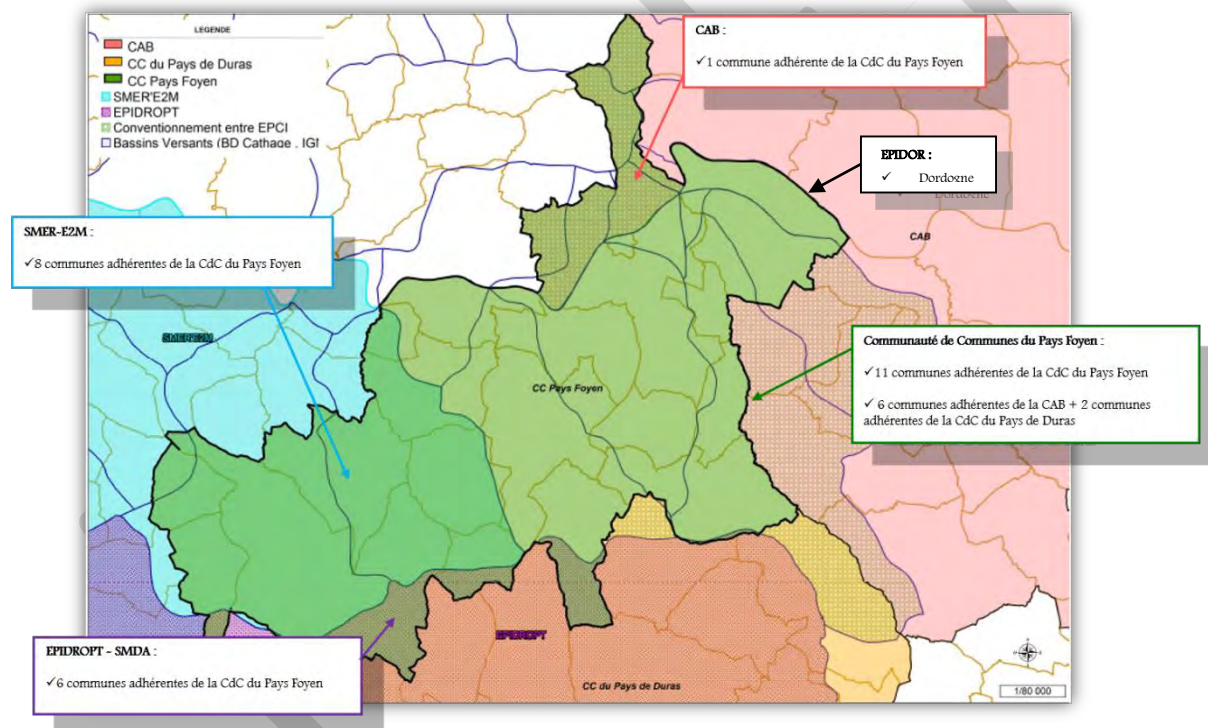 LEGENDE
CAB
CC du Pays de Duras
CC Pays Foyen
SMER'E2M
EPIDROPT
Conventionnement entre EPCI
Bassins Versants (BD Cathage , IGN
CAB :
✓1 commune adhérente de la CdC du Pays Foyen
EPIDOR :
✓ Dordogne
Dordogne
CAB
SMER-E2M :
✓8 communes adhérentes de la CdC du Pays Foyen
SMER'E2M
Communauté de Communes du Pays Foyen :
✓11 communes adhérentes de la CdC du Pays Foyen
✓ 6 communes adhérentes de la CAB + 2 communes
adhérentes de la CdC du Pays de Duras
CC Pays Foyen
EPIDROPT
EPIDROPT - SMDA :
✓6 communes adhérentes de la CdC du Pays Foyen
CC du Pays de Duras
1/80 000